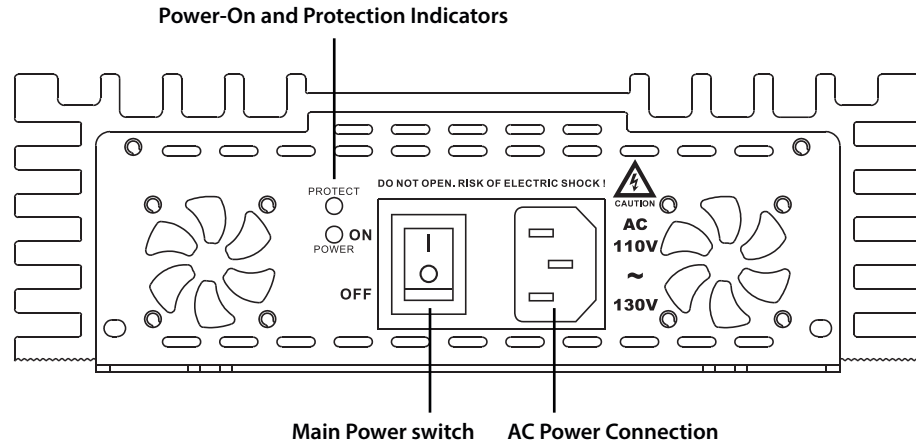 Power-On and Protection Indicators
DO NOT OPEN. RISK OF ELECTRIC SHOCK !
PROTECT
CAUTION
ON
POWER
OFF
AC
110V
~
130V
Main Power switch
AC Power Connection